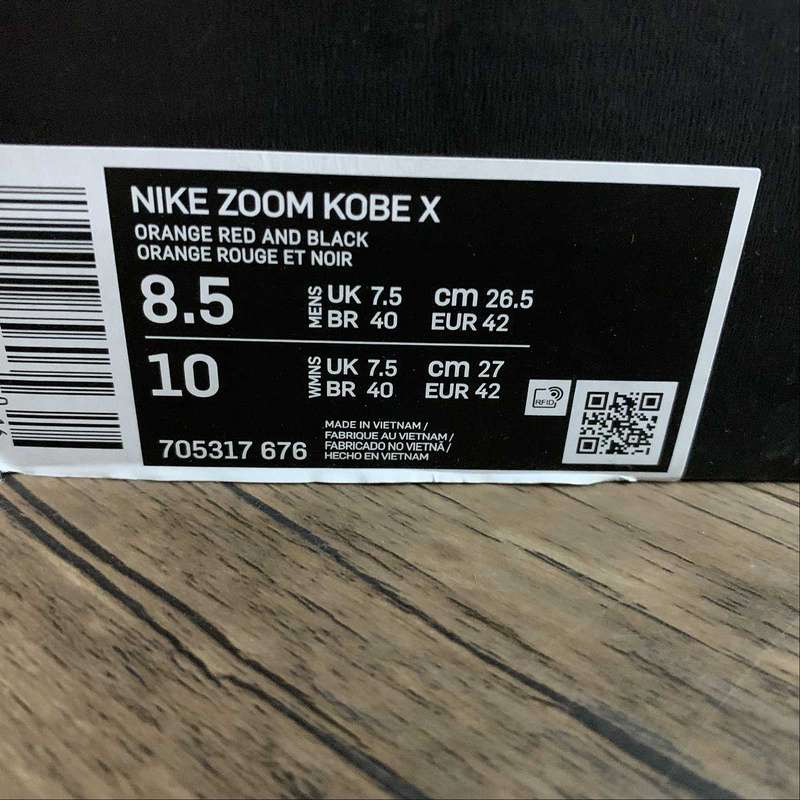 NIKE ZOOM KOBE X
ORANGE RED AND BLACK
ORANGE ROUGE ET NOIR
8.5 MENS UK 7.5 cm 26.5
BR 40 EUR 42
10 WMNS UK 7.5 cm 27
BR 40 EUR 42
RFID
705317 676
MADE IN VIETNAM /
FABRIQUE AU VIETNAM /
FABRICADO NO VIETNÃ /
HECHO EN VIETNAM